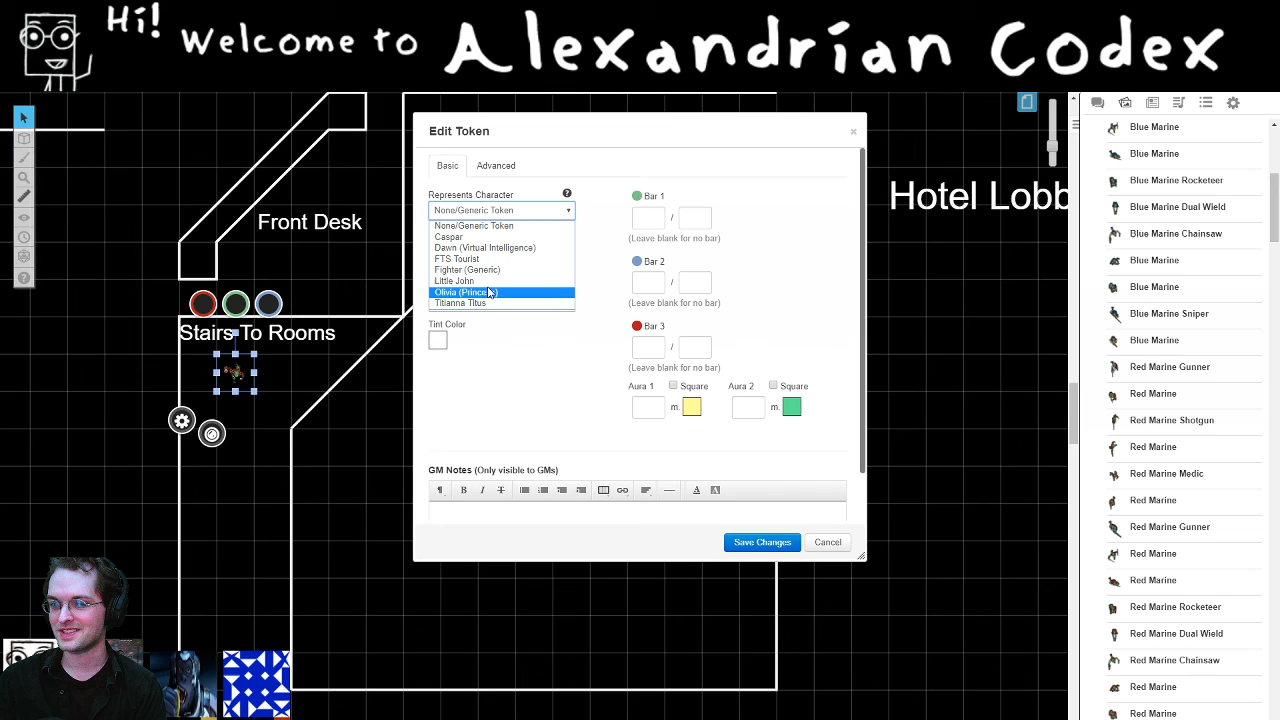 Hi! Welcome to Alexandrian Codex
Edit Token
×
Basic
Advanced
Represents Character
?
None/Generic Token
None/Generic Token
Caspar
Dawn (Virtual Intelligence)
FTS Tourist
Fighter (Generic)
Little John
Olivia (Princess)
Titianna Titus
Tint Color
Bar 1
/
(Leave blank for no bar)
Bar 2
/
(Leave blank for no bar)
Bar 3
/
(Leave blank for no bar)
Aura 1
Square
Aura 2
Square
m.
m.
GM Notes (Only visible to GMs)
Save Changes
Cancel
Front Desk
Stairs To Rooms
Hotel Lobb
Blue Marine
Blue Marine
Blue Marine Rocketeer
Blue Marine Dual Wield
Blue Marine Chainsaw
Blue Marine
Blue Marine
Blue Marine Sniper
Blue Marine
Red Marine Gunner
Red Marine
Red Marine Shotgun
Red Marine
Red Marine Medic
Red Marine
Red Marine Gunner
Red Marine
Red Marine
Red Marine Rocketeer
Red Marine Dual Wield
Red Marine Chainsaw
Red Marine
Red Marine